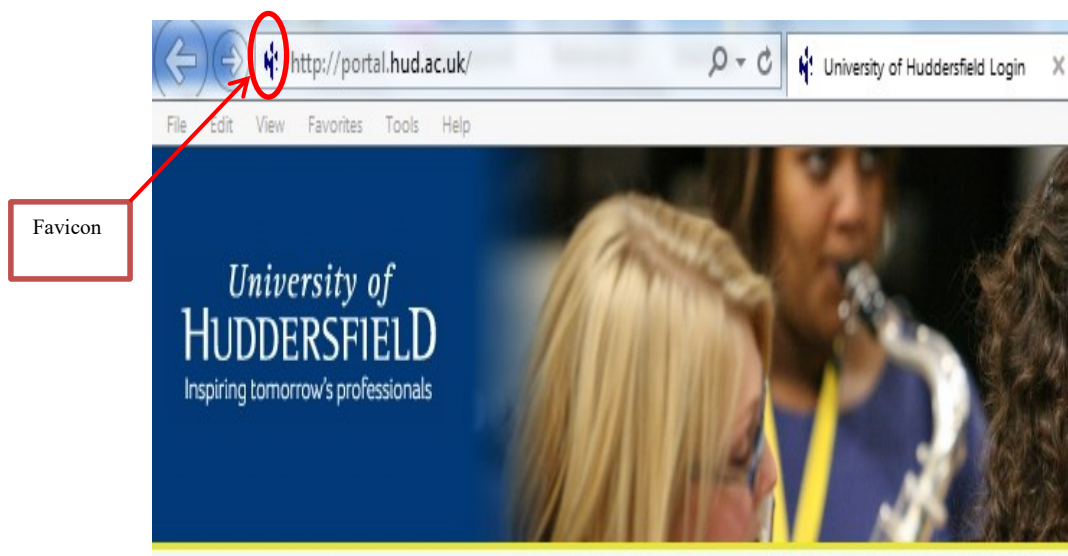 http://portal.hud.ac.uk/
University of Huddersfield Login
File Edit View Favorites Tools Help
Favicon
University of
HUDDERSFIELD
Inspiring tomorrow's professionals